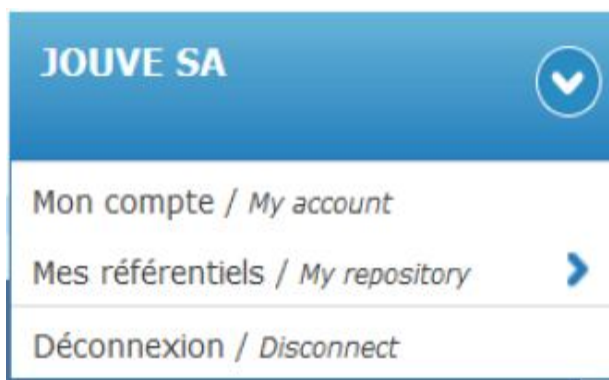 JOUVE SA
Mon compte / My account
Mes référentiels / My repository
Déconnexion / Disconnect